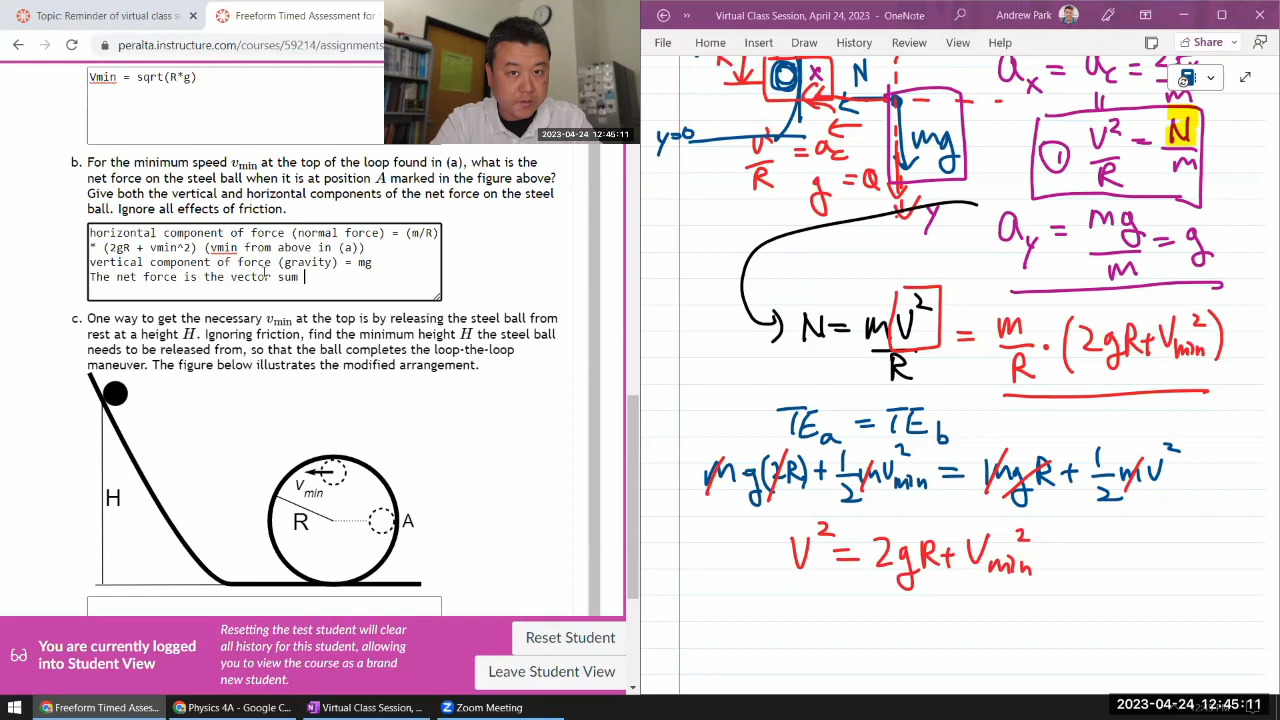 Topic: Reminder of virtual class s
Freeform Timed Assessment for
peralta.instructure.com/courses/59214/assignments
Vmin = sqrt(R*g)
2023-04-24 12:45:11
b. For the minimum speed vmin at the top of the loop found in (a), what is the
net force on the steel ball when it is at position A marked in the figure above?
Give both the vertical and horizontal components of the net force on the steel
ball. Ignore all effects of friction.
horizontal component of force (normal force) = (m/R)
* (2gR + vmin^2) (vmin from above in (a))
vertical component of force (gravity) = mg
The net force is the vector sum
c. One way to get the necessary vmin at the top is by releasing the steel ball from
rest at a height H. Ignoring friction, find the minimum height H the steel ball
needs to be released from, so that the ball completes the loop-the-loop
maneuver. The figure below illustrates the modified arrangement.
H
Vmin
R
A
You are currently logged
into Student View
Resetting the test student will clear
all history for this student, allowing
you to view the course as a brand
new student.
Reset Student
Leave Student View
Virtual Class Session, April 24, 2023 - OneNote
Andrew Park
File Home Insert Draw View Help
Share
x N
y=0
mg
V²/R = ac
g = a
y
ax = ac =
m
① V²/R = N/m
ay = mg/m = g
N = mV²/R = m/R · (2gR + Vmin²)
TEa = TEb
mg(2R) + 1/2 mVmin² = mgR + 1/2 mV²
V² = 2gR + Vmin²
Freeform Timed Asses...
Physics 4A - Google C...
Virtual Class Session, ...
Zoom Meeting
2023-04-24 12:45:11